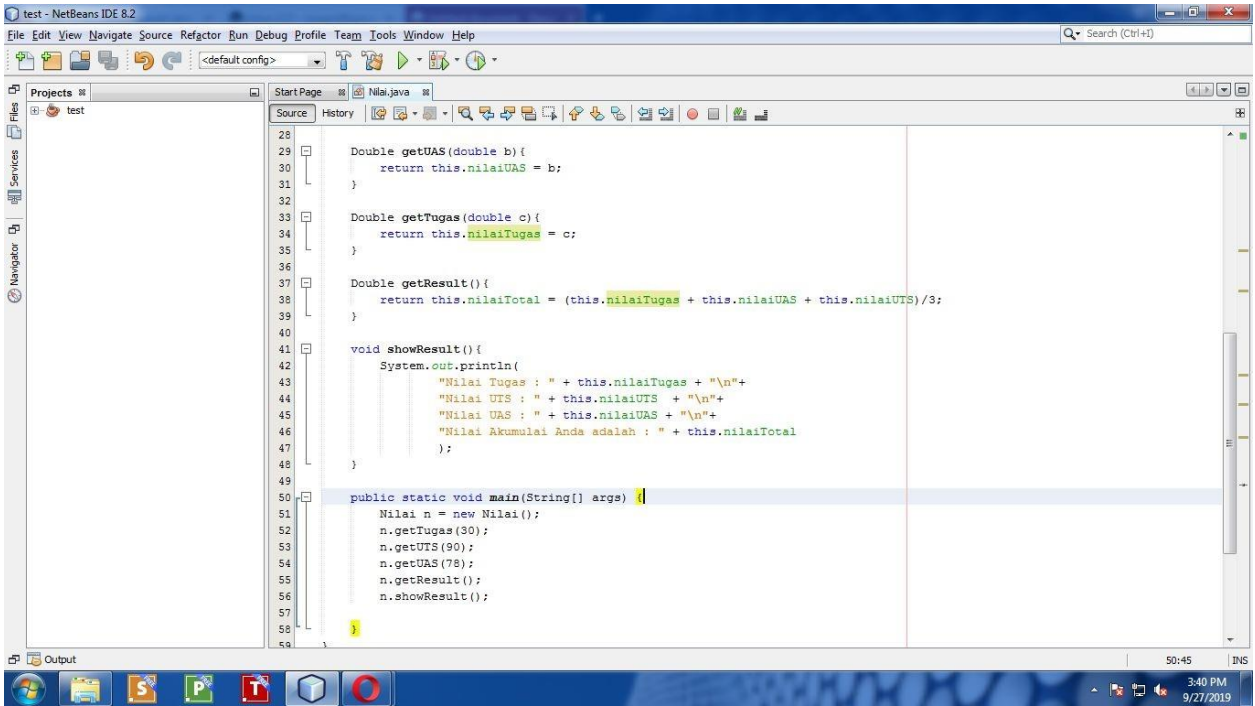 test - NetBeans IDE 8.2
File Edit View Navigate Source Refactor Run Debug Profile Team Tools Window Help
Search (Ctrl+I)
<default config>
Projects
Start Page Nilai.java
Files
test
Source History
Services
Navigator
28
29 Double getUAS(double b){
30 return this.nilaiUAS = b;
31 }
32
33 Double getTugas(double c){
34 return this.nilaiTugas = c;
35 }
36
37 Double getResult(){
38 return this.nilaiTotal = (this.nilaiTugas + this.nilaiUAS + this.nilaiUTS)/3;
39 }
40
41 void showResult(){
42 System.out.println(
43 "Nilai Tugas : " + this.nilaiTugas + "\n"+
44 "Nilai UTS : " + this.nilaiUTS  + "\n"+
45 "Nilai UAS : " + this.nilaiUAS + "\n"+
46 "Nilai Akumulai Anda adalah : " + this.nilaiTotal
47 );
48 }
49
50 public static void main(String[] args) {
51 Nilai n = new Nilai();
52 n.getTugas(30);
53 n.getUTS(90);
54 n.getUAS(78);
55 n.getResult();
56 n.showResult();
57
58 }
59 }
Output
50:45 INS
S P T
3:40 PM
9/27/2019